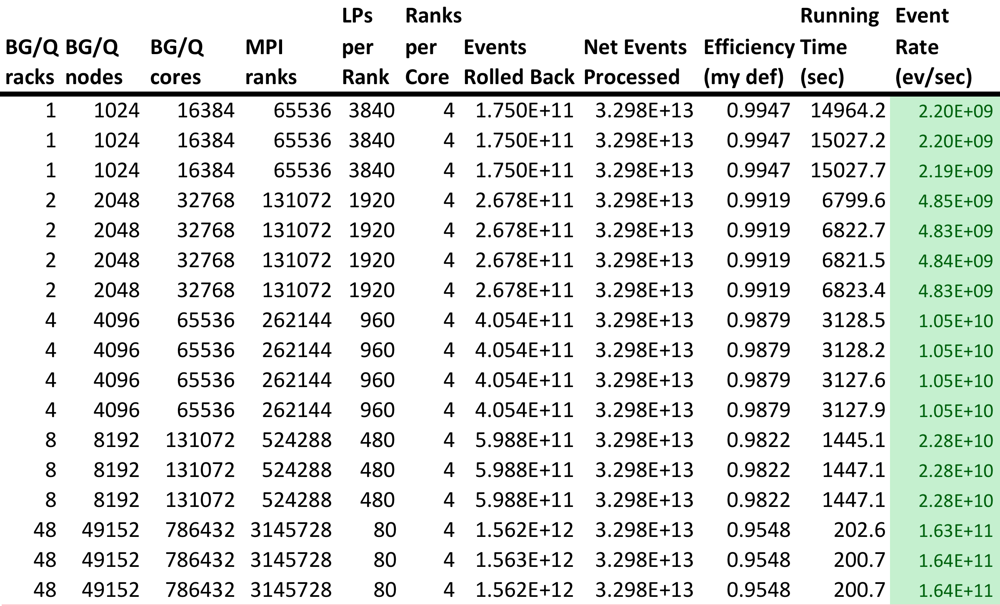 LPs Ranks Running Event
BG/Q BG/Q BG/Q MPI per per Events Net Events Efficiency Time Rate
racks nodes cores ranks Rank Core Rolled Back Processed (my def) (sec) (ev/sec)
1 1024 16384 65536 3840 4 1.750E+11 3.298E+13 0.9947 14964.2 2.20E+09
1 1024 16384 65536 3840 4 1.750E+11 3.298E+13 0.9947 15027.2 2.20E+09
1 1024 16384 65536 3840 4 1.750E+11 3.298E+13 0.9947 15027.7 2.19E+09
2 2048 32768 131072 1920 4 2.678E+11 3.298E+13 0.9919 6799.6 4.85E+09
2 2048 32768 131072 1920 4 2.678E+11 3.298E+13 0.9919 6822.7 4.83E+09
2 2048 32768 131072 1920 4 2.678E+11 3.298E+13 0.9919 6821.5 4.84E+09
2 2048 32768 131072 1920 4 2.678E+11 3.298E+13 0.9919 6823.4 4.83E+09
4 4096 65536 262144 960 4 4.054E+11 3.298E+13 0.9879 3128.5 1.05E+10
4 4096 65536 262144 960 4 4.054E+11 3.298E+13 0.9879 3128.2 1.05E+10
4 4096 65536 262144 960 4 4.054E+11 3.298E+13 0.9879 3127.6 1.05E+10
4 4096 65536 262144 960 4 4.054E+11 3.298E+13 0.9879 3127.9 1.05E+10
8 8192 131072 524288 480 4 5.988E+11 3.298E+13 0.9822 1445.1 2.28E+10
8 8192 131072 524288 480 4 5.988E+11 3.298E+13 0.9822 1447.1 2.28E+10
8 8192 131072 524288 480 4 5.988E+11 3.298E+13 0.9822 1447.1 2.28E+10
48 49152 786432 3145728 80 4 1.562E+12 3.298E+13 0.9548 202.6 1.63E+11
48 49152 786432 3145728 80 4 1.563E+12 3.298E+13 0.9548 200.7 1.64E+11
48 49152 786432 3145728 80 4 1.562E+12 3.298E+13 0.9548 200.7 1.64E+11